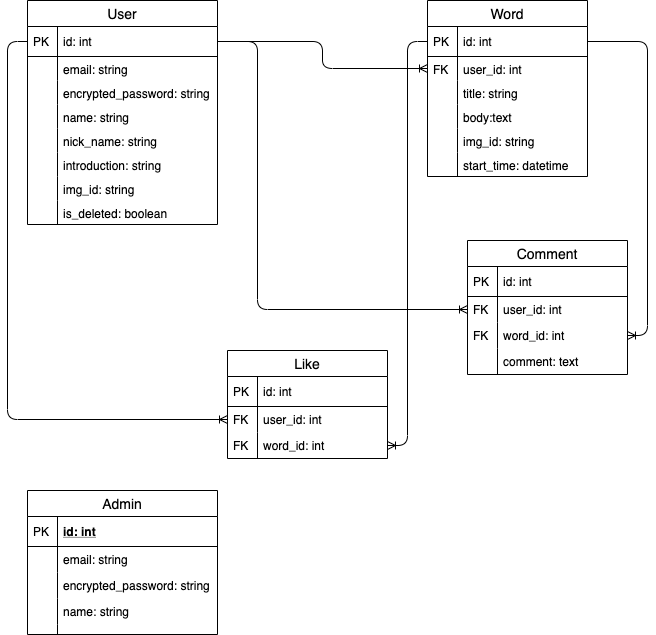 User
PK id: int
email: string
encrypted_password: string
name: string
nick_name: string
introduction: string
img_id: string
is_deleted: boolean
Word
PK id: int
FK user_id: int
title: string
body:text
img_id: string
start_time: datetime
Comment
PK id: int
FK user_id: int
FK word_id: int
comment: text
Like
PK id: int
FK user_id: int
FK word_id: int
Admin
PK id: int
email: string
encrypted_password: string
name: string